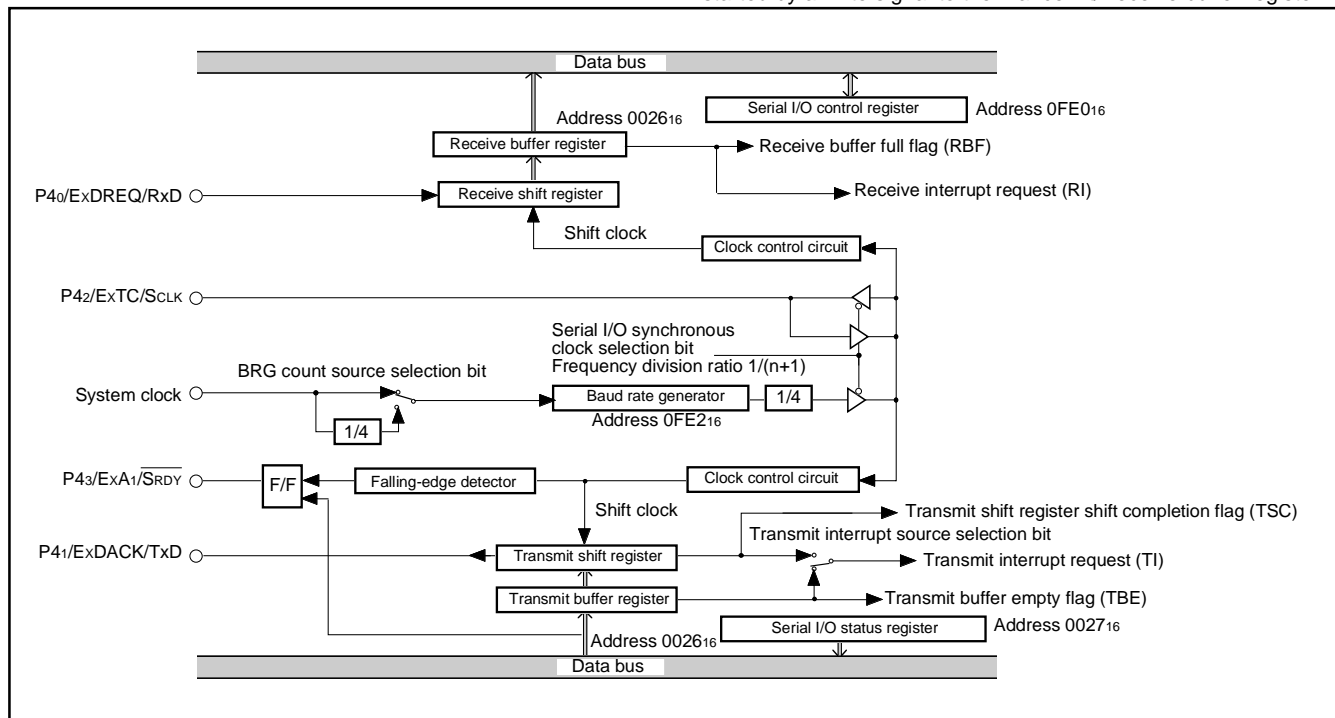 Data bus
Serial I/O control register
Address 0FE016
Address 002616
Receive buffer register
Receive buffer full flag (RBF)
P40/EXDREQ/RxD
Receive shift register
Receive interrupt request (RI)
Shift clock
Clock control circuit
P42/EXTC/SCLK
Serial I/O synchronous
clock selection bit
Frequency division ratio 1/(n+1)
BRG count source selection bit
System clock
Baud rate generator
1/4
Address 0FE216
1/4
P43/EXA1/SRDY
F/F
Falling-edge detector
Clock control circuit
Shift clock
Transmit shift register shift completion flag (TSC)
Transmit interrupt source selection bit
P41/EXDACK/TxD
Transmit shift register
Transmit interrupt request (TI)
Transmit buffer register
Transmit buffer empty flag (TBE)
Address 002616
Serial I/O status register
Address 002716
Data bus